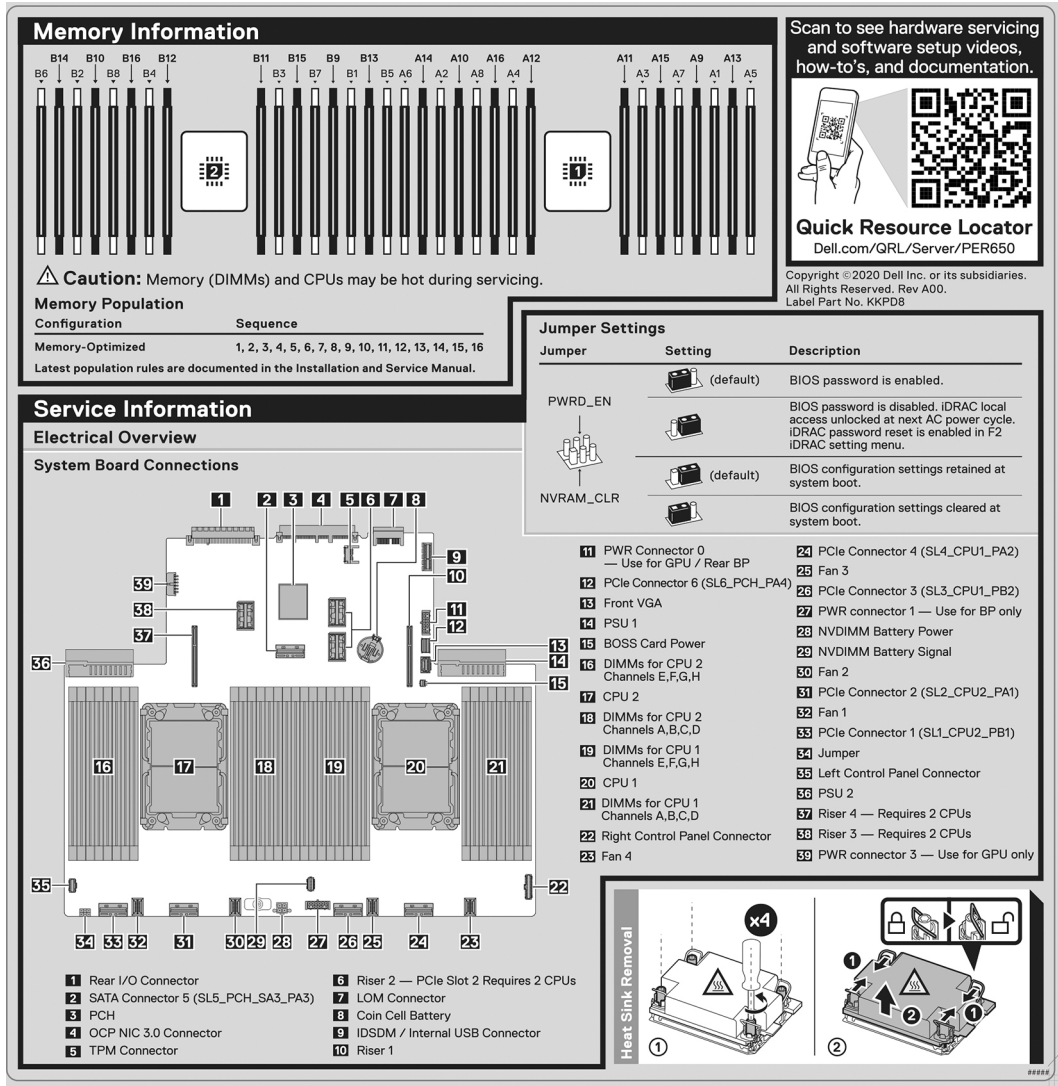 Memory Information
B14 B10 B16 B12 B11 B15 B9 B13 A14 A10 A16 A12 A11 A15 A9 A13
B6 B2 B8 B4 B3 B7 B1 B5 A6 A2 A8 A4 A3 A7 A1 A5
2
1
Caution: Memory (DIMMs) and CPUs may be hot during servicing.
Memory Population
Configuration Sequence
Memory-Optimized 1, 2, 3, 4, 5, 6, 7, 8, 9, 10, 11, 12, 13, 14, 15, 16
Latest population rules are documented in the Installation and Service Manual.
Scan to see hardware servicing
and software setup videos,
how-to's, and documentation.
Quick Resource Locator
Dell.com/QRL/Server/PER650
Copyright ©2020 Dell Inc. or its subsidiaries.
All Rights Reserved. Rev A00.
Label Part No. KKPD8
Jumper Settings
Jumper Setting Description
PWRD_EN
NVRAM_CLR
(default) BIOS password is enabled.
BIOS password is disabled. iDRAC local
access unlocked at next AC power cycle.
iDRAC password reset is enabled in F2
iDRAC setting menu.
(default) BIOS configuration settings retained at
system boot.
BIOS configuration settings cleared at
system boot.
Service Information
Electrical Overview
System Board Connections
1 2 3 4 5 6 7 8
9
10
39
38
11
12
37
13
36
14
15
16 17 18 19 20 21
35
22
34 33 32 31 30 29 28 27 26 25 24 23
1 Rear I/O Connector
2 SATA Connector 5 (SL5_PCH_SA3_PA3)
3 PCH
4 OCP NIC 3.0 Connector
5 TPM Connector
6 Riser 2 — PCIe Slot 2 Requires 2 CPUs
7 LOM Connector
8 Coin Cell Battery
9 IDSDM / Internal USB Connector
10 Riser 1
11 PWR Connector 0
— Use for GPU / Rear BP
12 PCIe Connector 6 (SL6_PCH_PA4)
13 Front VGA
14 PSU 1
15 BOSS Card Power
16 DIMMs for CPU 2
Channels E,F,G,H
17 CPU 2
18 DIMMs for CPU 2
Channels A,B,C,D
19 DIMMs for CPU 1
Channels E,F,G,H
20 CPU 1
21 DIMMs for CPU 1
Channels A,B,C,D
22 Right Control Panel Connector
23 Fan 4
24 PCIe Connector 4 (SL4_CPU1_PA2)
25 Fan 3
26 PCIe Connector 3 (SL3_CPU1_PB2)
27 PWR connector 1 — Use for BP only
28 NVDIMM Battery Power
29 NVDIMM Battery Signal
30 Fan 2
31 PCIe Connector 2 (SL2_CPU2_PA1)
32 Fan 1
33 PCIe Connector 1 (SL1_CPU2_PB1)
34 Jumper
35 Left Control Panel Connector
36 PSU 2
37 Riser 4 — Requires 2 CPUs
38 Riser 3 — Requires 2 CPUs
39 PWR connector 3 — Use for GPU only
Heat Sink Removal
x4
1
1
2
1
2
#####